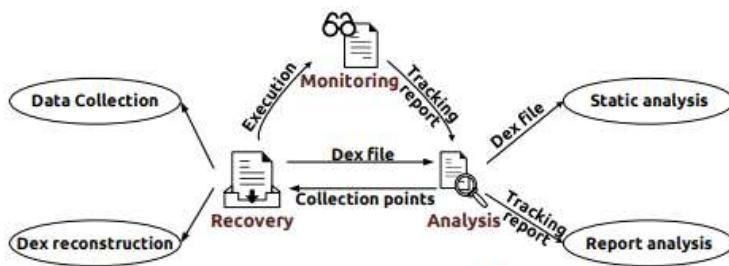 Monitoring
Execution
Tracking
report
Data Collection
Static analysis
Dex file
Dex file
Collection points
Recovery
Analysis
Tracking
report
Dex reconstruction
Report analysis